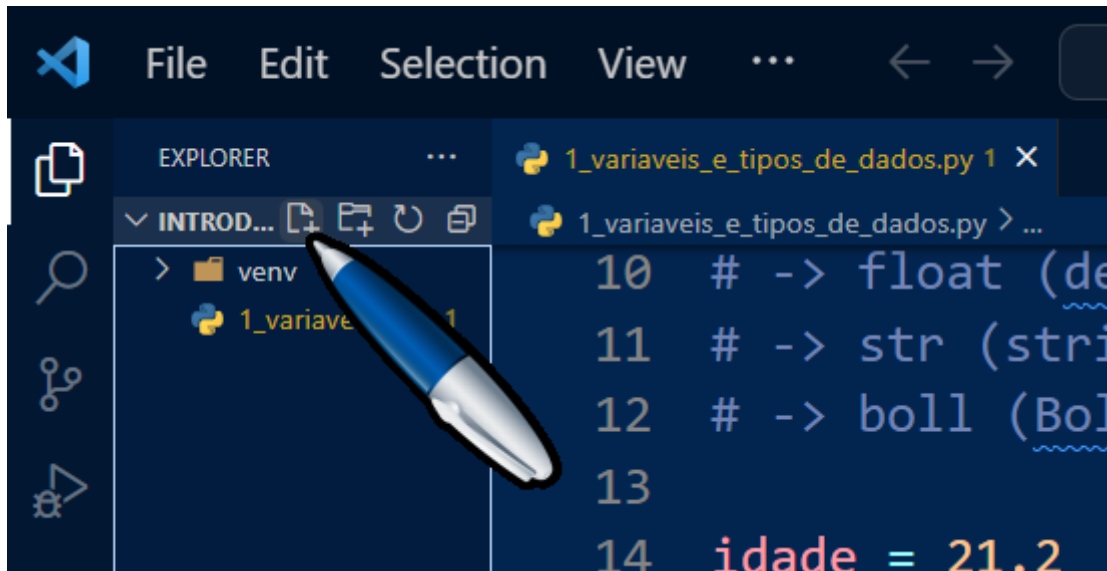 File Edit Selection View ...
EXPLORER ...
1_variaveis_e_tipos_de_dados.py 1
INTROD...
1_variaveis_e_tipos_de_dados.py > ...
venv
1_variave 1
10 # -> float (de
11 # -> str (stri
12 # -> boll (Bol
13
14 idade = 21.2